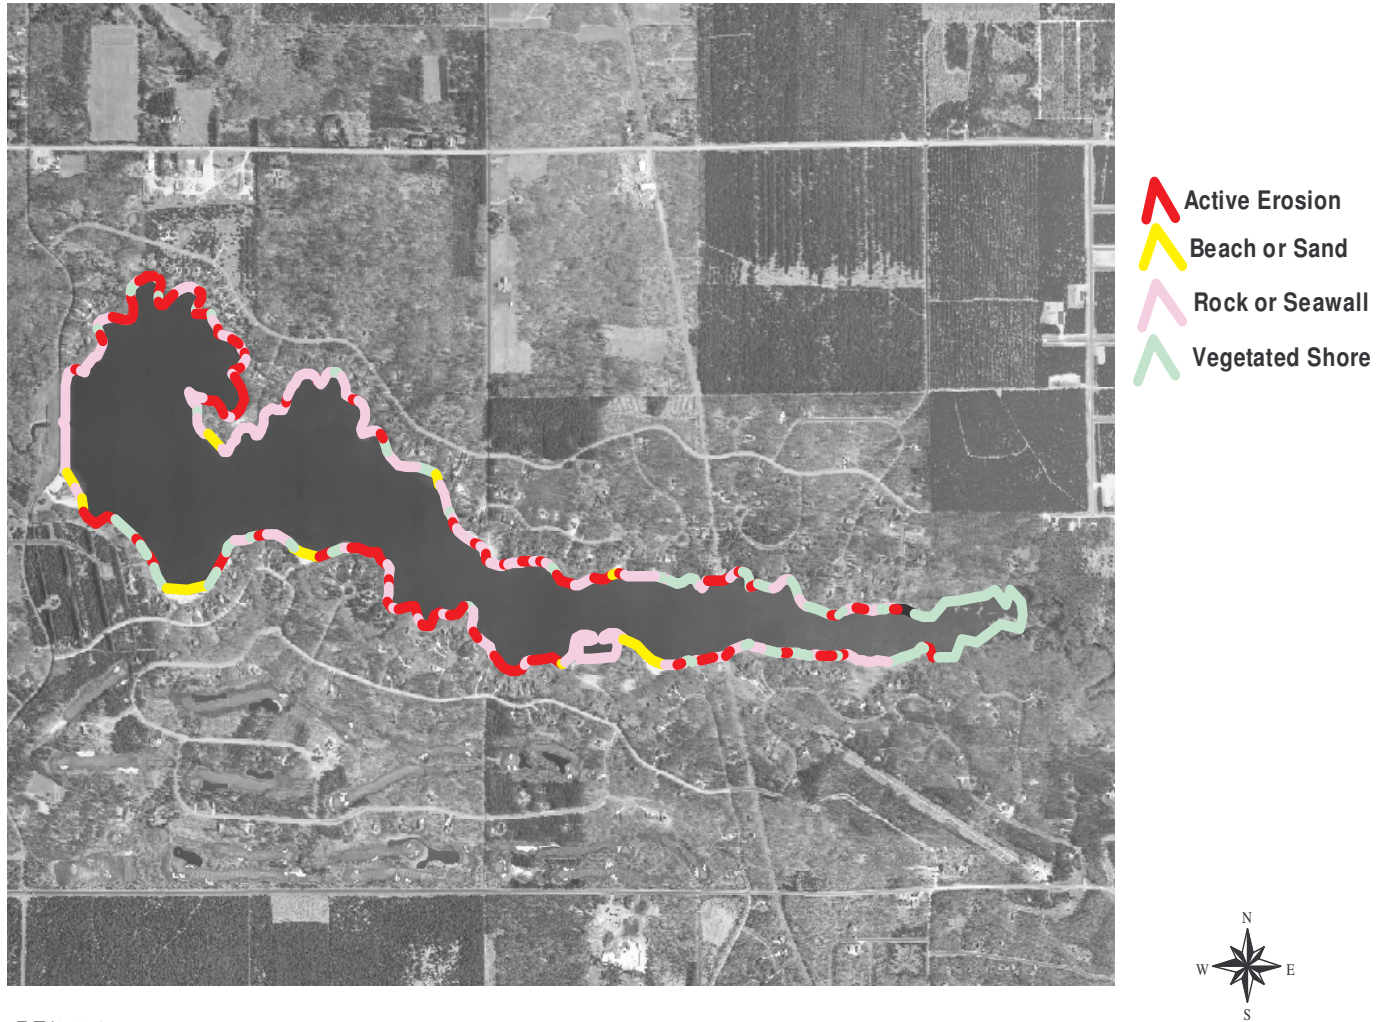 Active Erosion
Beach or Sand
Rock or Seawall
Vegetated Shore
N
W E
S